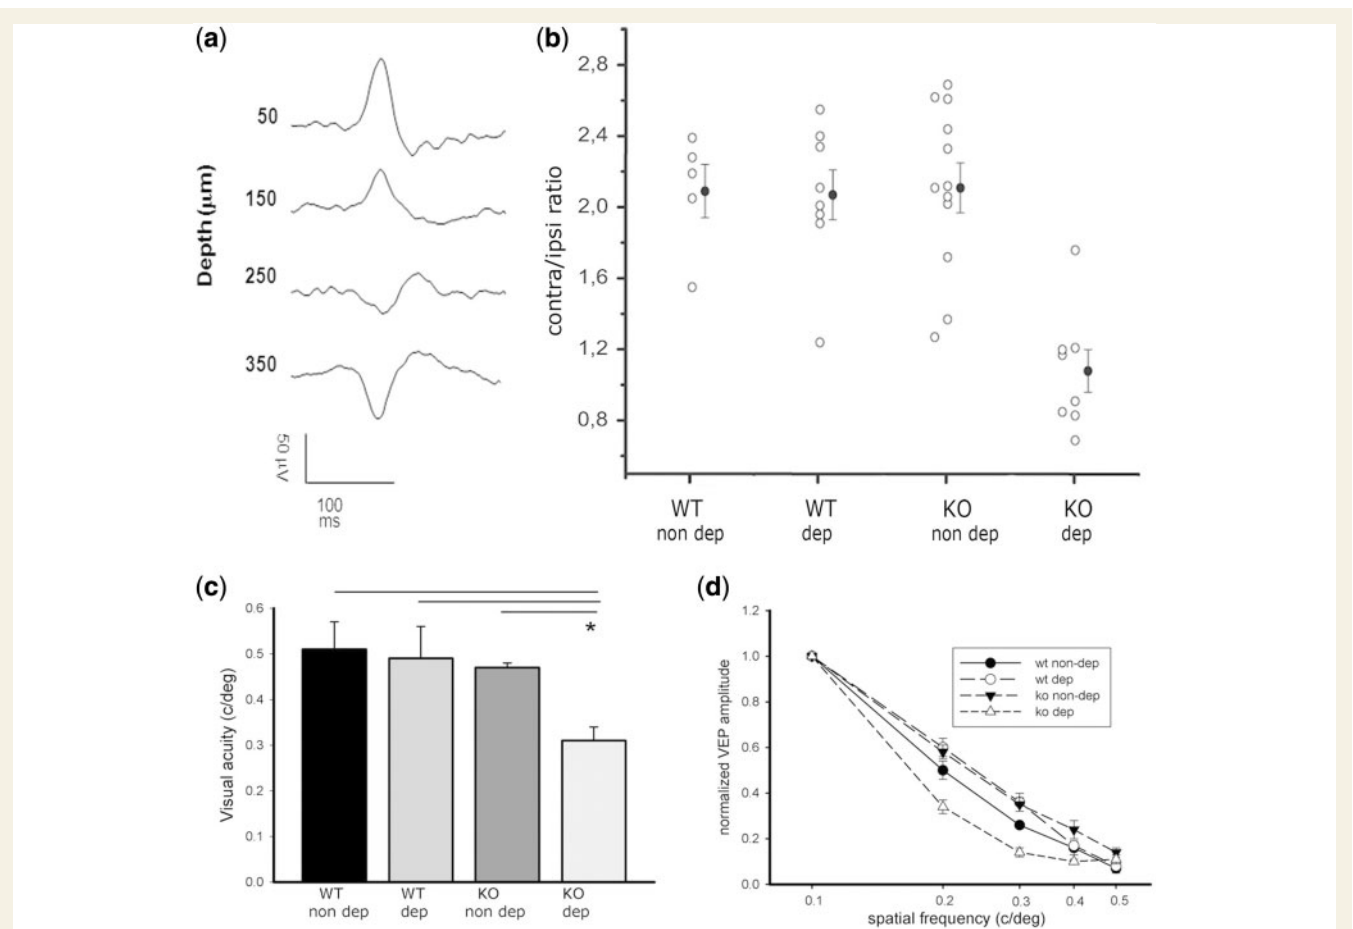 (a)
Depth (μm)
50
150
250
350
50 μV
100
ms
(b)
contra/ipsi ratio
2,8
2,4
2,0
1,6
1,2
0,8
WT
non dep
WT
dep
KO
non dep
KO
dep
(c)
Visual acuity (c/deg)
0.6
0.5
0.4
0.3
0.2
0.1
0.0
*
WT
non dep
WT
dep
KO
non dep
KO
dep
(d)
normalized VEP amplitude
1.2
1.0
0.8
0.6
0.4
0.2
0.0
wt non-dep
wt dep
ko non-dep
ko dep
0.1 0.2 0.3 0.4 0.5
spatial frequency (c/deg)